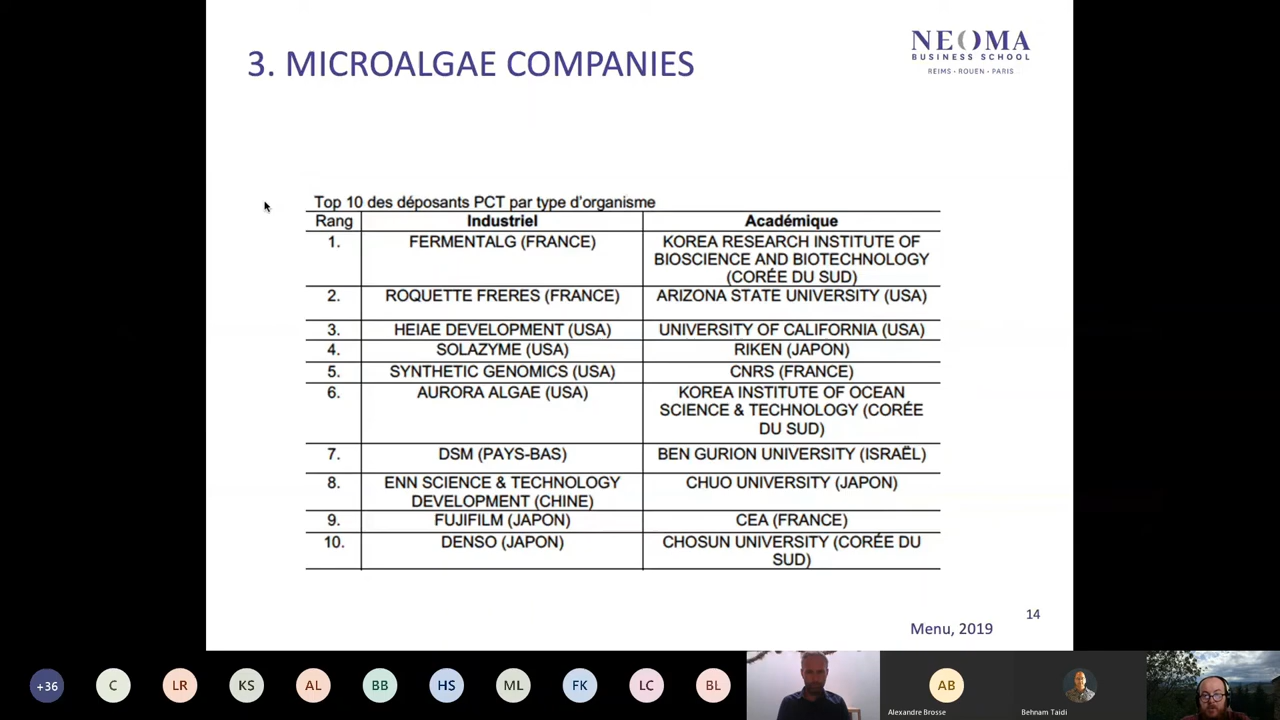 3. MICROALGAE COMPANIES
NEOMA
BUSINESS SCHOOL
REIMS - ROUEN - PARIS
Top 10 des déposants PCT par type d'organisme
Rang Industriel Académique
1. FERMENTALG (FRANCE) KOREA RESEARCH INSTITUTE OF
BIOSCIENCE AND BIOTECHNOLOGY
(CORÉE DU SUD)
2. ROQUETTE FRERES (FRANCE) ARIZONA STATE UNIVERSITY (USA)
3. HEIAE DEVELOPMENT (USA) UNIVERSITY OF CALIFORNIA (USA)
4. SOLAZYME (USA) RIKEN (JAPON)
5. SYNTHETIC GENOMICS (USA) CNRS (FRANCE)
6. AURORA ALGAE (USA) KOREA INSTITUTE OF OCEAN
SCIENCE & TECHNOLOGY (CORÉE
DU SUD)
7. DSM (PAYS-BAS) BEN GURION UNIVERSITY (ISRAËL)
8. ENN SCIENCE & TECHNOLOGY CHUO UNIVERSITY (JAPON)
DEVELOPMENT (CHINE)
9. FUJIFILM (JAPON) CEA (FRANCE)
10. DENSO (JAPON) CHOSUN UNIVERSITY (CORÉE DU
SUD)
14
Menu, 2019
+36 C LR KS AL BB HS ML FK LC BL AB
Alexandre Brosse Behnam Taidi